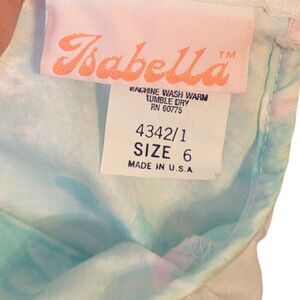 Isabella™
MACHINE WASH WARM
TUMBLE DRY
RN 60775
4342/1
SIZE 6
MADE IN U.S.A.